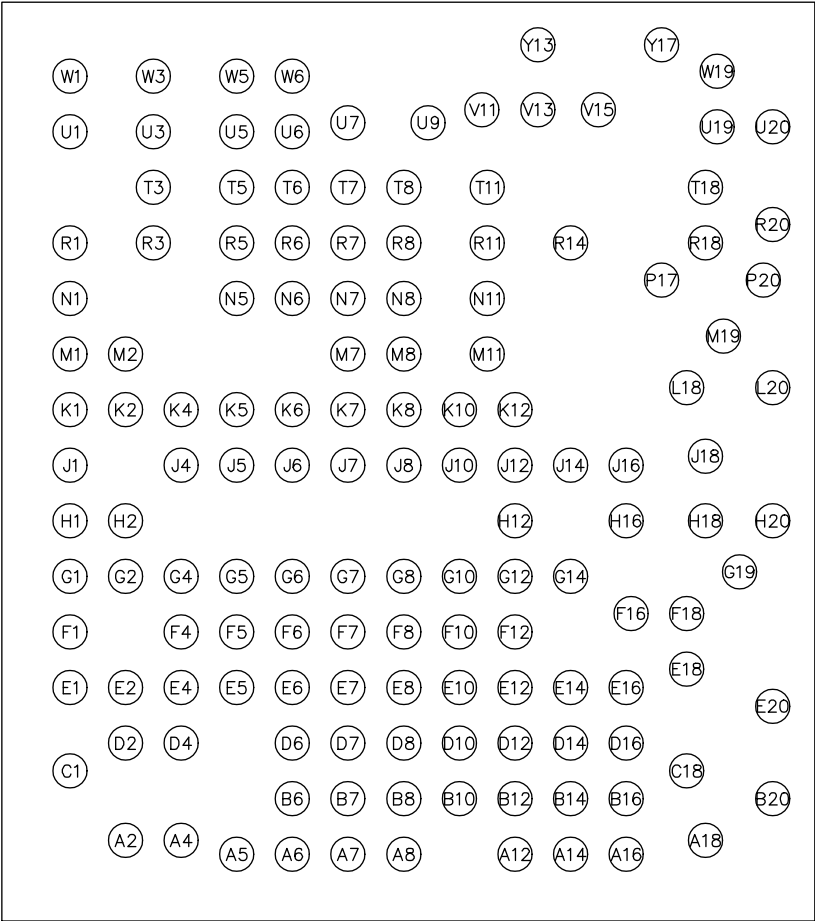 Y13 Y17
W1 W3 W5 W6 W19
V11 V13 V15
U1 U3 U5 U6 U7 U9 U19 U20
T3 T5 T6 T7 T8 T11 T18
R20
R1 R3 R5 R6 R7 R8 R11 R14 R18
P17 P20
N1 N5 N6 N7 N8 N11
M19
M1 M2 M7 M8 M11
L18 L20
K1 K2 K4 K5 K6 K7 K8 K10 K12
J1 J4 J5 J6 J7 J8 J10 J12 J14 J16 J18
H1 H2 H12 H16 H18 H20
G1 G2 G4 G5 G6 G7 G8 G10 G12 G14 G19
F16 F18
F1 F4 F5 F6 F7 F8 F10 F12
E18
E1 E2 E4 E5 E6 E7 E8 E10 E12 E14 E16
E20
D2 D4 D6 D7 D8 D10 D12 D14 D16
C1 C18
B6 B7 B8 B10 B12 B14 B16 B20
A2 A4 A18
A5 A6 A7 A8 A12 A14 A16